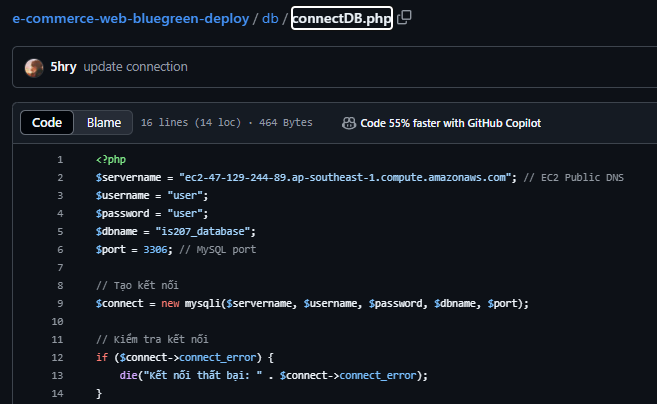 e-commerce-web-bluegreen-deploy / db / connectDB.php
5hry update connection
Code Blame 16 lines (14 loc) · 464 Bytes Code 55% faster with GitHub Copilot
1 <?php
2 $servername = "ec2-47-129-244-89.ap-southeast-1.compute.amazonaws.com"; // EC2 Public DNS
3 $username = "user";
4 $password = "user";
5 $dbname = "is207_database";
6 $port = 3306; // MySQL port
7
8 // Tạo kết nối
9 $connect = new mysqli($servername, $username, $password, $dbname, $port);
10
11 // Kiểm tra kết nối
12 if ($connect->connect_error) {
13 die("Kết nối thất bại: " . $connect->connect_error);
14 }